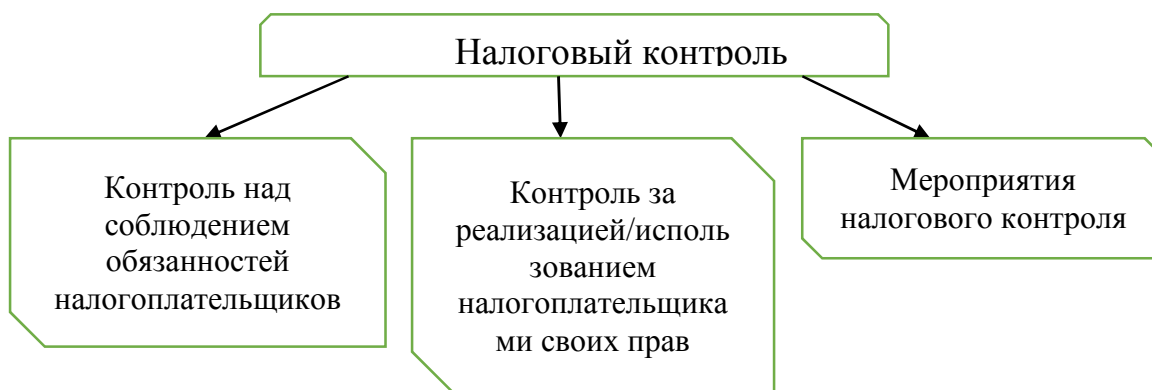 Налоговый контроль
Контроль над
соблюдением
обязанностей
налогоплательщиков
Контроль за
реализацией/исполь
зованием
налогоплательщика
ми своих прав
Мероприятия
налогового контроля